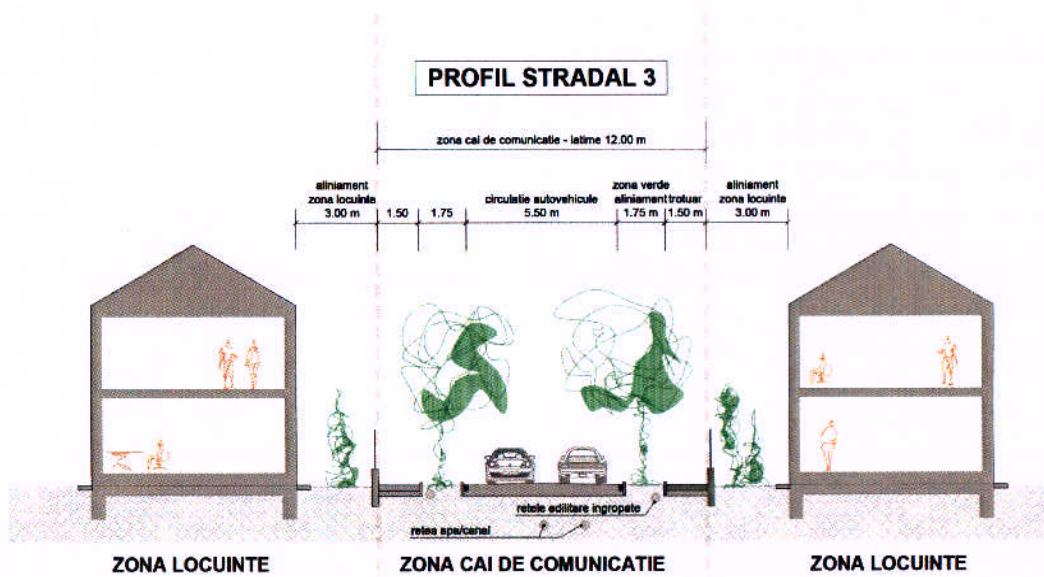 PROFIL STRADAL 3
zona cai de comunicatie - latime 12.00 m
aliniament
zona locuinte
3.00 m
1.50
1.75
circulatie autovehicule
5.50 m
zona verde
aliniament
1.75 m
trotuar
1.50 m
aliniament
zona locuinte
3.00 m
retele edilitare ingropate
retea apa/canal
ZONA LOCUINTE
ZONA CAI DE COMUNICATIE
ZONA LOCUINTE